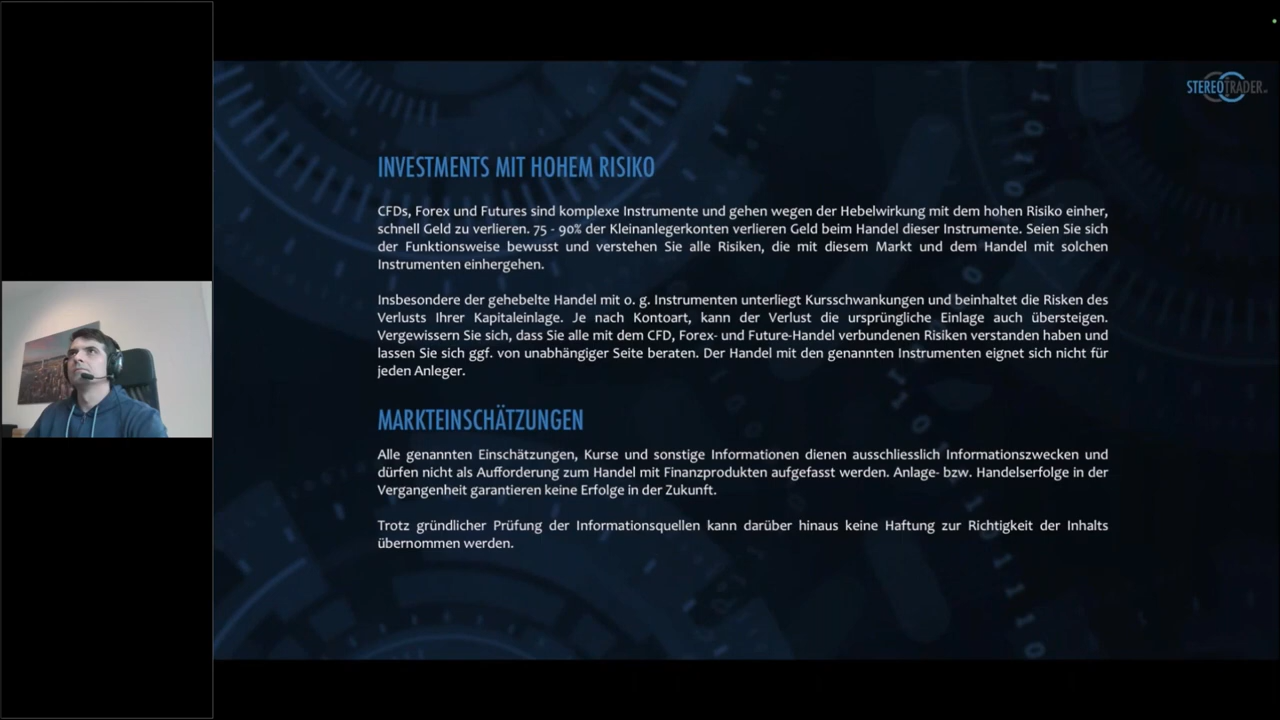 STEREOTRADER
INVESTMENTS MIT HOHEM RISIKO
CFDs, Forex und Futures sind komplexe Instrumente und gehen wegen der Hebelwirkung mit dem hohen Risiko einher,
schnell Geld zu verlieren. 75 - 90% der Kleinanlegerkonten verlieren Geld beim Handel dieser Instrumente. Seien Sie sich
der Funktionsweise bewusst und verstehen Sie alle Risiken, die mit diesem Markt und dem Handel mit solchen
Instrumenten einhergehen.
Insbesondere der gehebelte Handel mit o. g. Instrumenten unterliegt Kursschwankungen und beinhaltet die Risiken des
Verlusts Ihrer Kapitaleinlage. Je nach Kontoart, kann der Verlust die ursprüngliche Einlage auch übersteigen.
Vergewissern Sie sich, dass Sie alle mit dem CFD, Forex- und Future-Handel verbundenen Risiken verstanden haben und
lassen Sie sich ggf. von unabhängiger Seite beraten. Der Handel mit den genannten Instrumenten eignet sich nicht für
jeden Anleger.
MARKTEINSCHÄTZUNGEN
Alle genannten Einschätzungen, Kurse und sonstige Informationen dienen ausschliesslich Informationszwecken und
dürfen nicht als Aufforderung zum Handel mit Finanzprodukten aufgefasst werden. Anlage- bzw. Handelserfolge in der
Vergangenheit garantieren keine Erfolge in der Zukunft.
Trotz gründlicher Prüfung der Informationsquellen kann darüber hinaus keine Haftung zur Richtigkeit der Inhalts
übernommen werden.